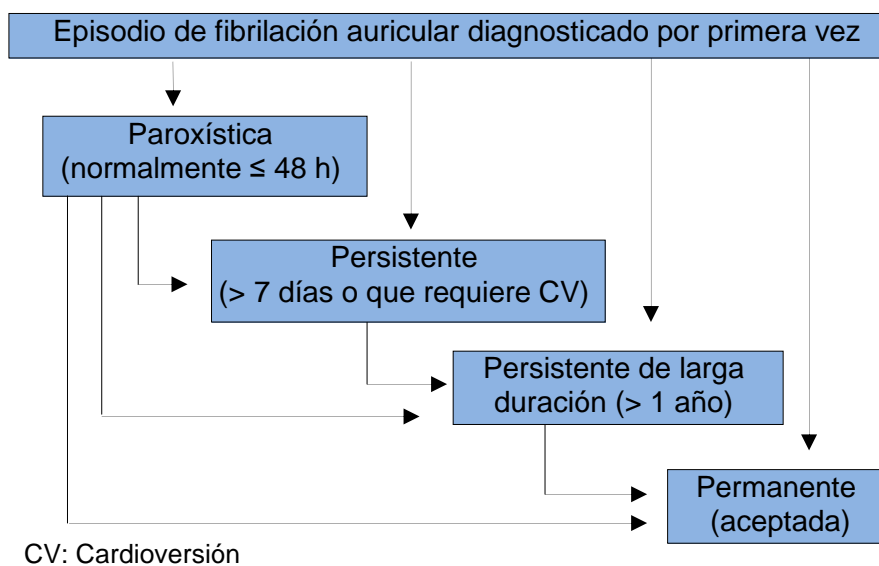 Episodio de fibrilación auricular diagnosticado por primera vez
Paroxística
(normalmente ≤ 48 h)
Persistente
(> 7 días o que requiere CV)
Persistente de larga
duración (> 1 año)
Permanente
(aceptada)
CV: Cardioversión